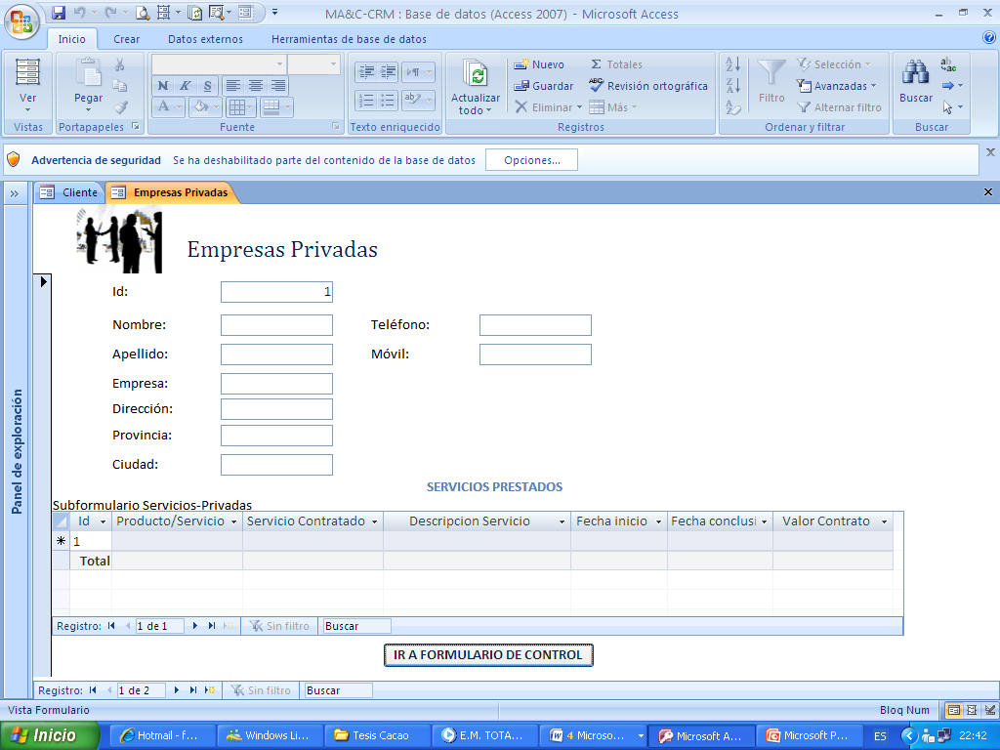 MA&C-CRM : Base de datos (Access 2007) - Microsoft Access
Inicio Crear Datos externos Herramientas de base de datos
Ver
Vistas
Pegar
Portapapeles
N K S
A
Fuente
Texto enriquecido
Actualizar todo
Nuevo
Guardar
Eliminar
Σ Totales
Revisión ortográfica
Más
Registros
Filtro
Selección
Avanzadas
Alternar filtro
Ordenar y filtrar
Buscar
Buscar
Advertencia de seguridad Se ha deshabilitado parte del contenido de la base de datos Opciones...
Cliente Empresas Privadas
Panel de exploración
Empresas Privadas
Id: 1
Nombre: Teléfono:
Apellido: Móvil:
Empresa:
Dirección:
Provincia:
Ciudad:
SERVICIOS PRESTADOS
Subformulario Servicios-Privadas
Id Producto/Servicio Servicio Contratado Descripcion Servicio Fecha inicio Fecha conclusi Valor Contrato
1
Total
Registro: 1 de 1 Sin filtro Buscar
IR A FORMULARIO DE CONTROL
Registro: 1 de 2 Sin filtro Buscar
Vista Formulario Bloq Num
Inicio Hotmail - f... Windows Li... Tesis Cacao E.M. TOTA... 4 Microso... Microsoft A... Microsoft P... ES 22:42